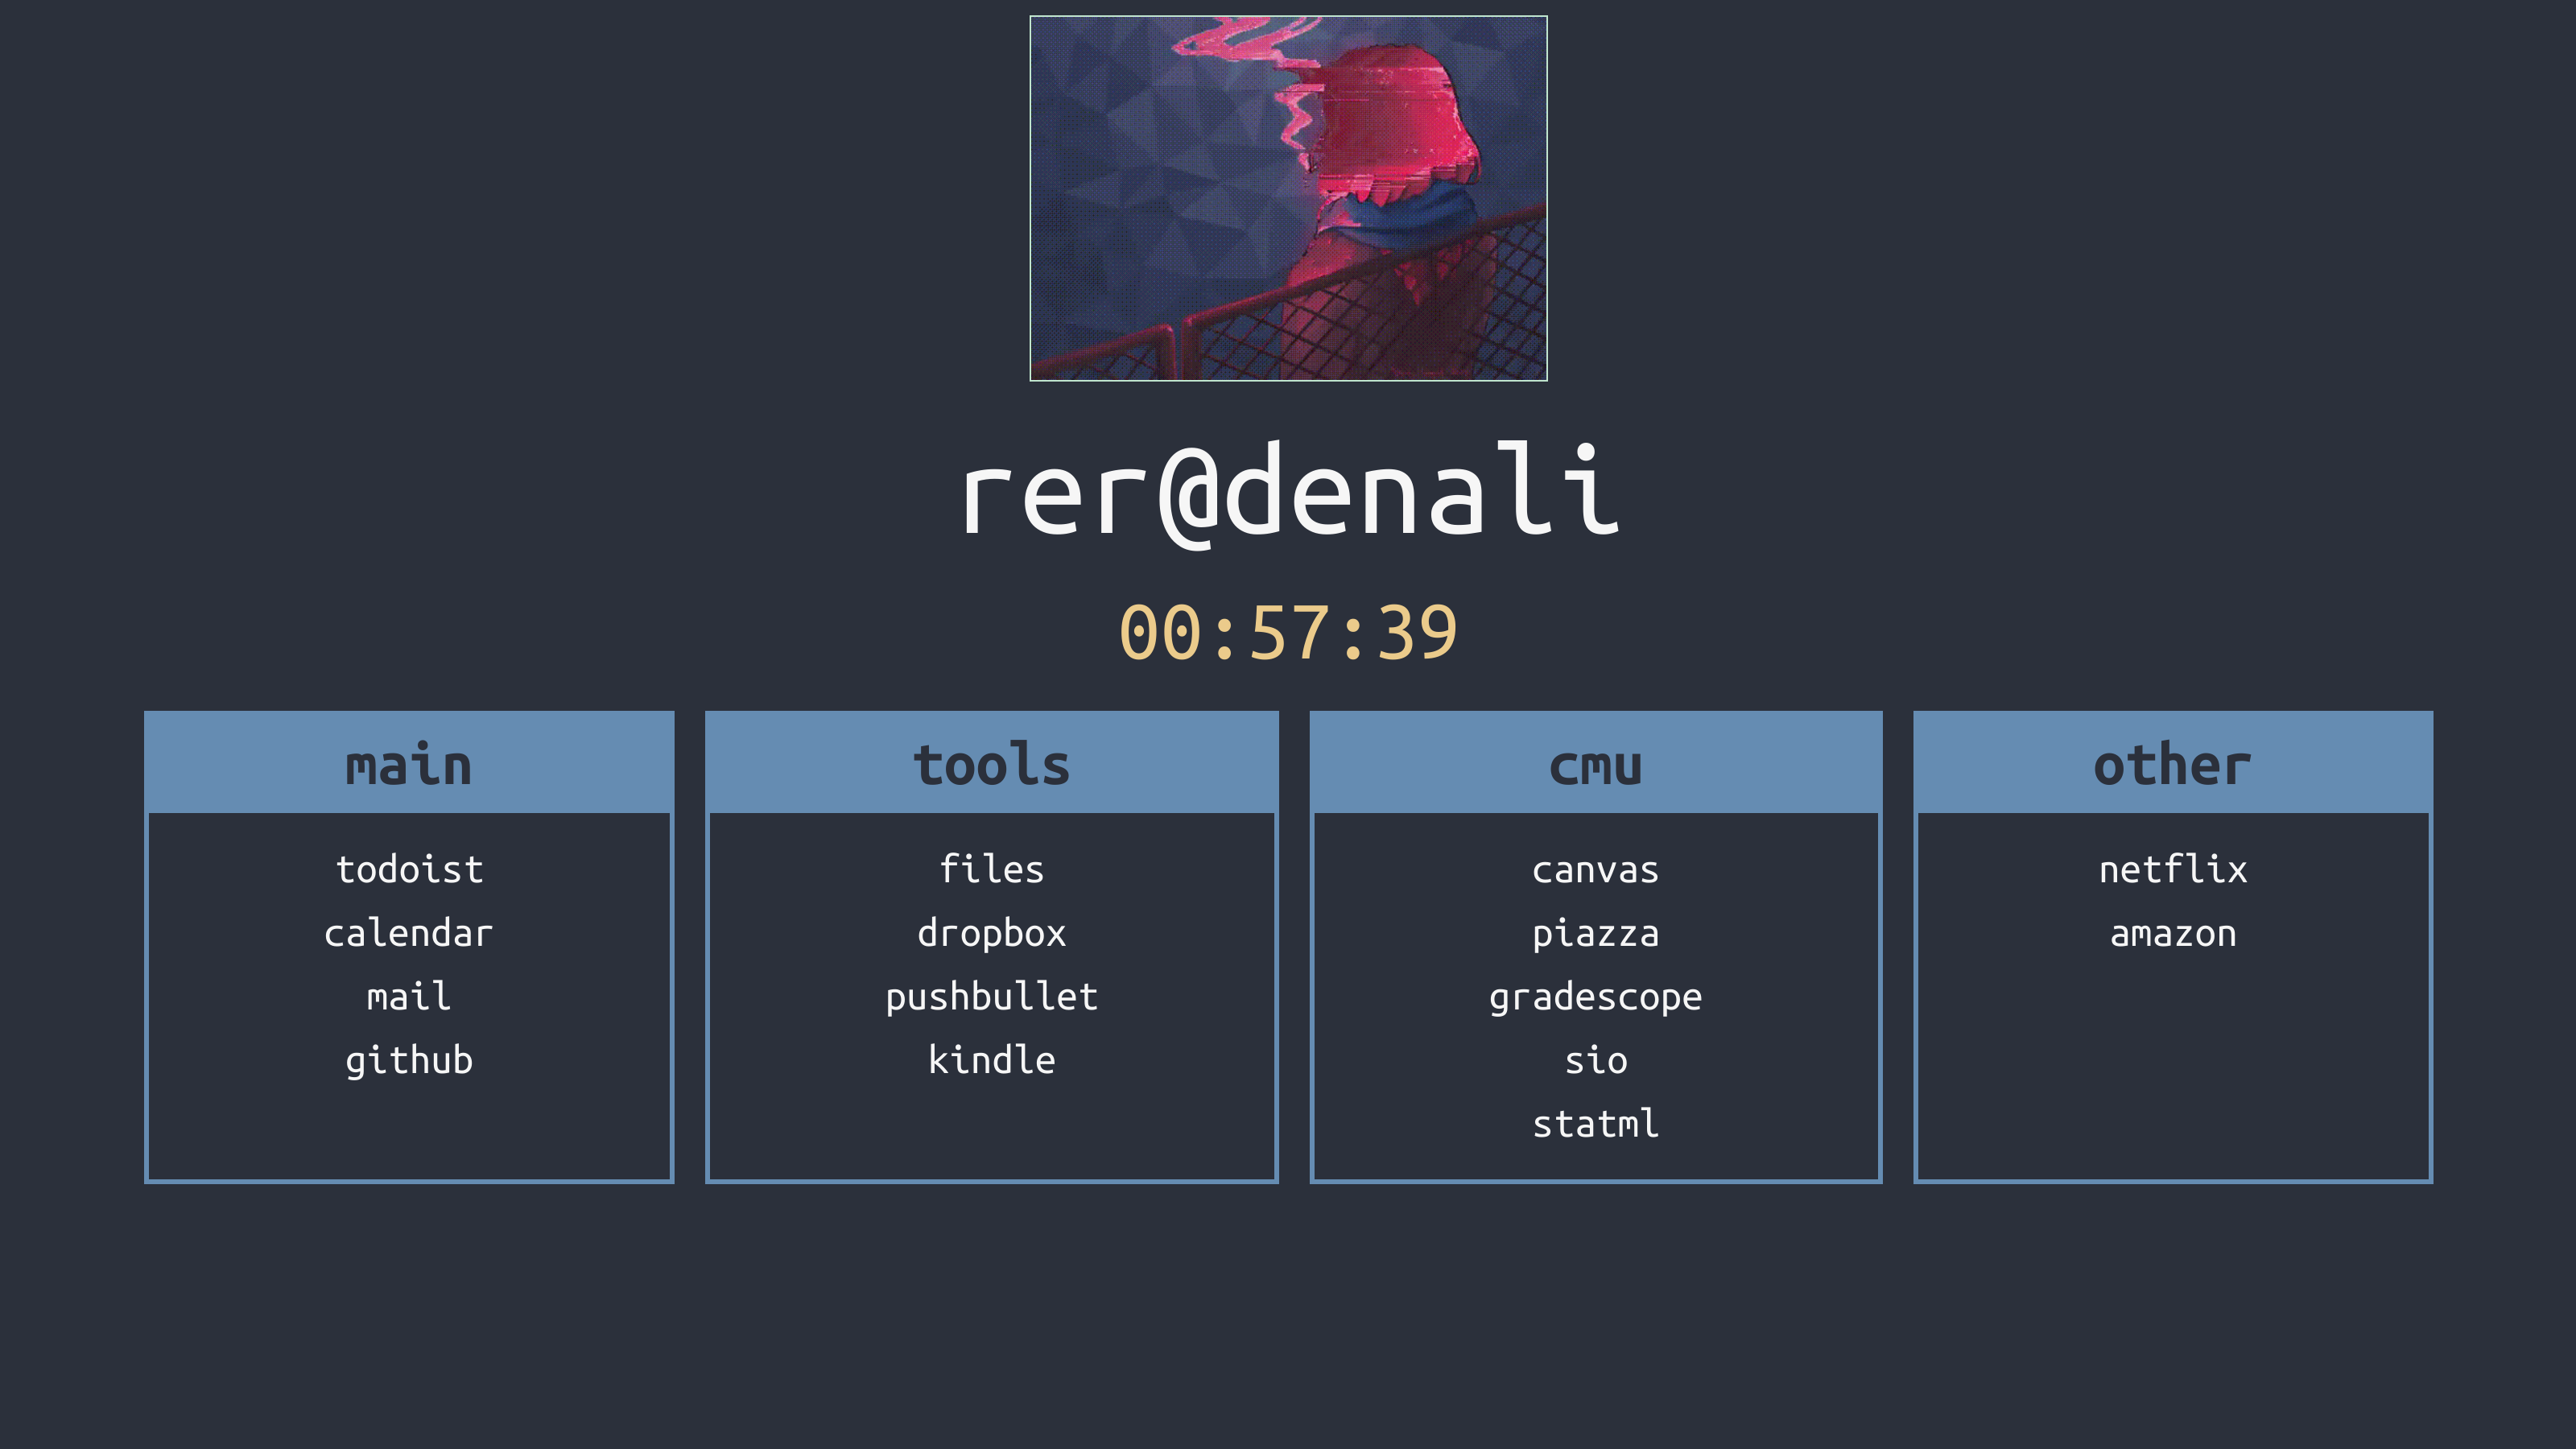 rer@denali
00:57:39
main
todoist
calendar
mail
github
tools
files
dropbox
pushbullet
kindle
cmu
canvas
piazza
gradescope
sio
statml
other
netflix
amazon